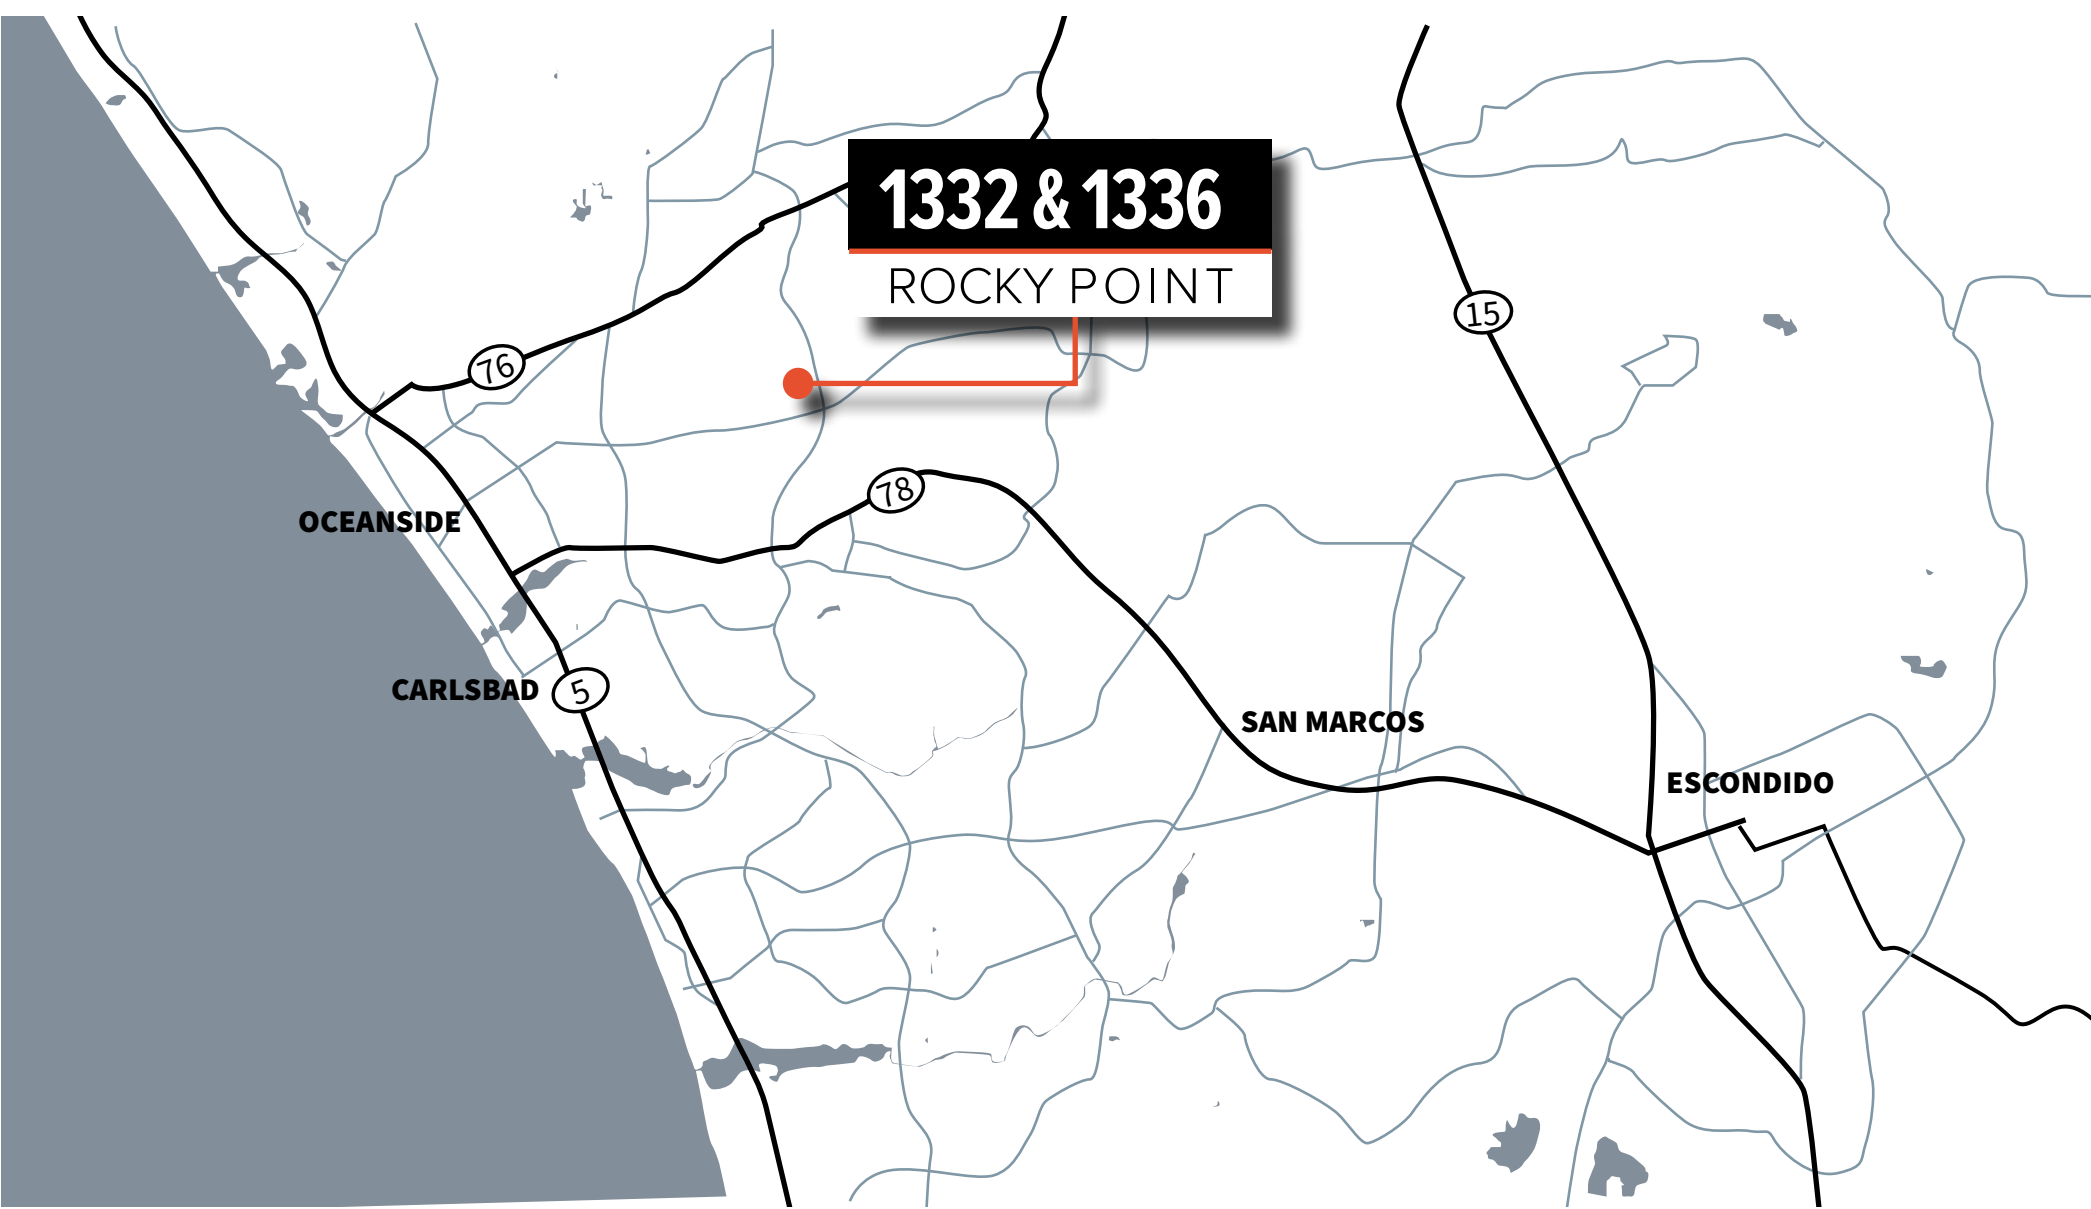 1332 & 1336
ROCKY POINT
15
76
78
OCEANSIDE
CARLSBAD
5
SAN MARCOS
ESCONDIDO